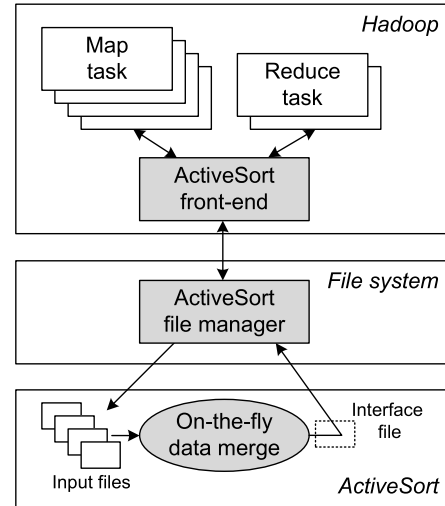 Hadoop
Map
task
Reduce
task
ActiveSort
front-end
File system
ActiveSort
file manager
On-the-fly
data merge
Interface
file
Input files
ActiveSort